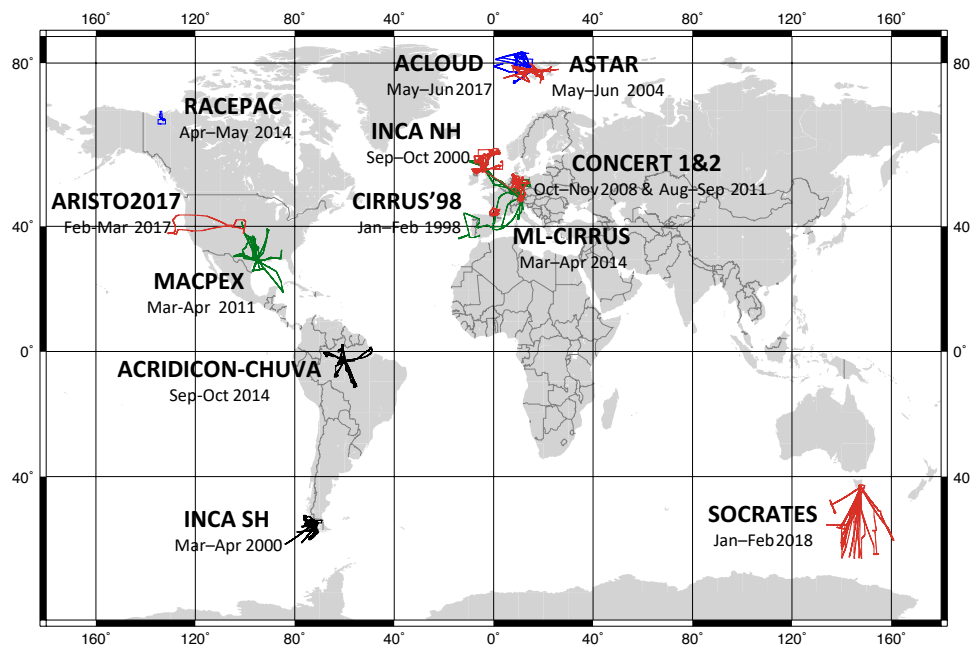 160° 120° 80° 40° 0° 40° 80° 120° 160°
80° 80
ACLOUD
May–Jun 2017
ASTAR
May–Jun 2004
RACEPAC
Apr–May 2014
INCA NH
Sep–Oct 2000
CONCERT 1&2
Oct–Nov 2008 & Aug–Sep 2011
ARISTO2017
Feb-Mar 2017
CIRRUS’98
Jan–Feb 1998
40° 40
ML-CIRRUS
Mar-Apr 2014
MACPEX
Mar-Apr 2011
0° 0°
ACRIDICON-CHUVA
Sep-Oct 2014
40° 40
INCA SH
Mar–Apr 2000
SOCRATES
Jan–Feb 2018
160° 120° 80° 40° 0° 40° 80° 120° 160°